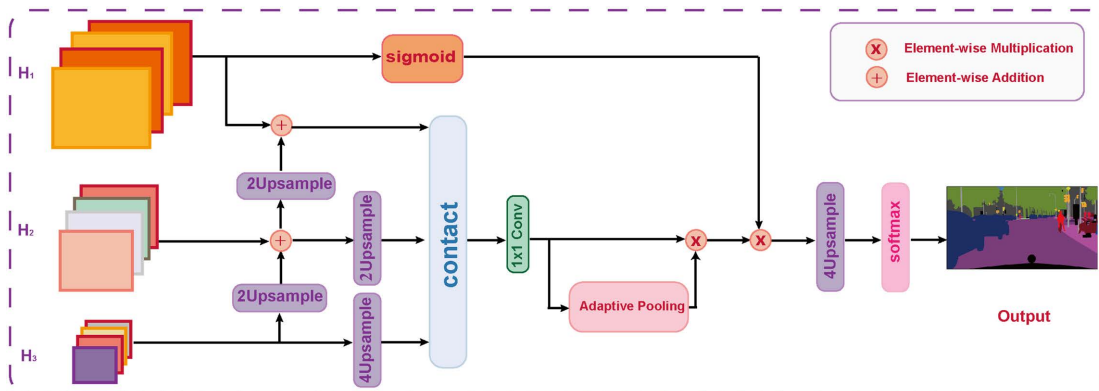 H₁
sigmoid
x Element-wise Multiplication
+ Element-wise Addition
+
2Upsample
H₂
+
2Upsample
2Upsample
contact
1x1 Conv
x
x
4Upsample
softmax
Adaptive Pooling
Output
H₃
4Upsample